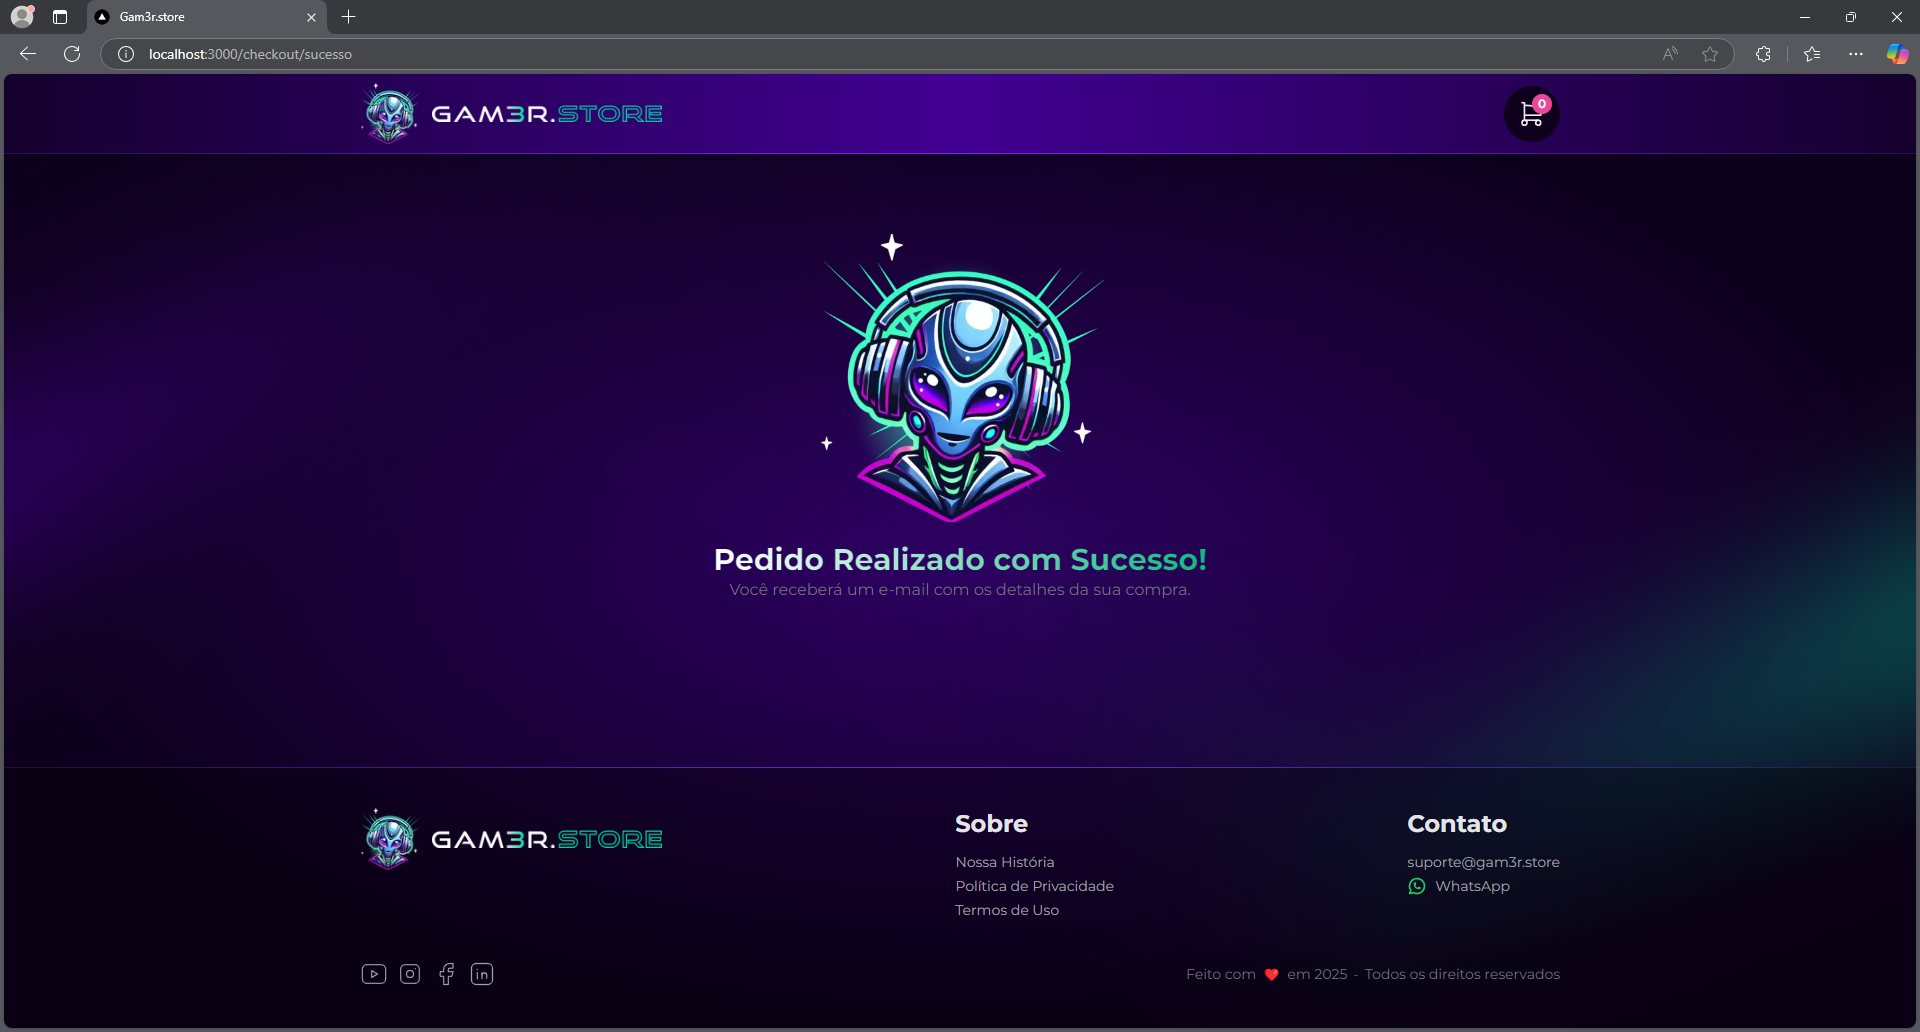 Gam3r.store
localhost:3000/checkout/sucesso
GAM3R.STORE
0
Pedido Realizado com Sucesso!
Você receberá um e-mail com os detalhes da sua compra.
GAM3R.STORE
Sobre
Nossa História
Política de Privacidade
Termos de Uso
Contato
suporte@gam3r.store
WhatsApp
Feito com ❤️ em 2025 - Todos os direitos reservados